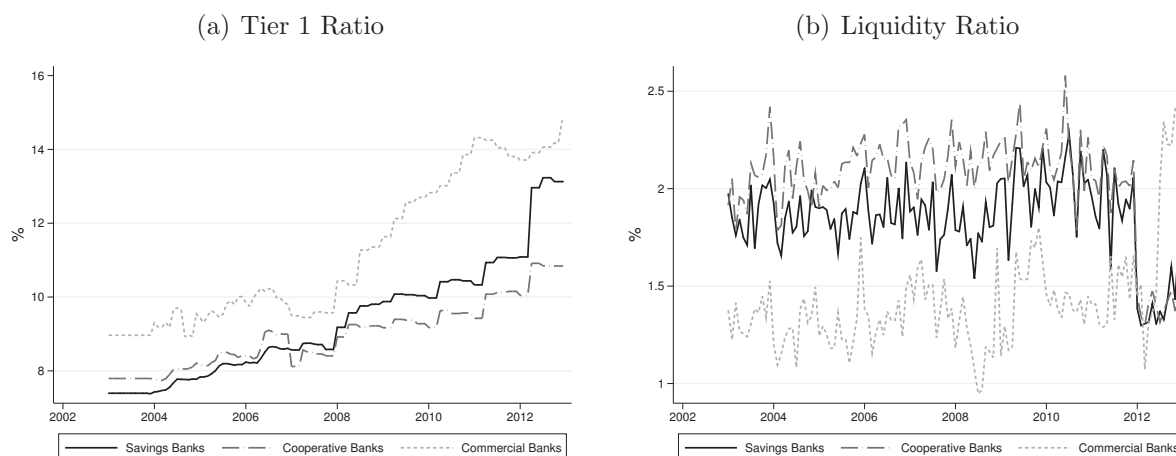 (a) Tier 1 Ratio
16
14
12
10
8
%
2002 2004 2006 2008 2010 2012
Savings Banks Cooperative Banks Commercial Banks
(b) Liquidity Ratio
2.5
2
1.5
1
%
2002 2004 2006 2008 2010 2012
Savings Banks Cooperative Banks Commercial Banks